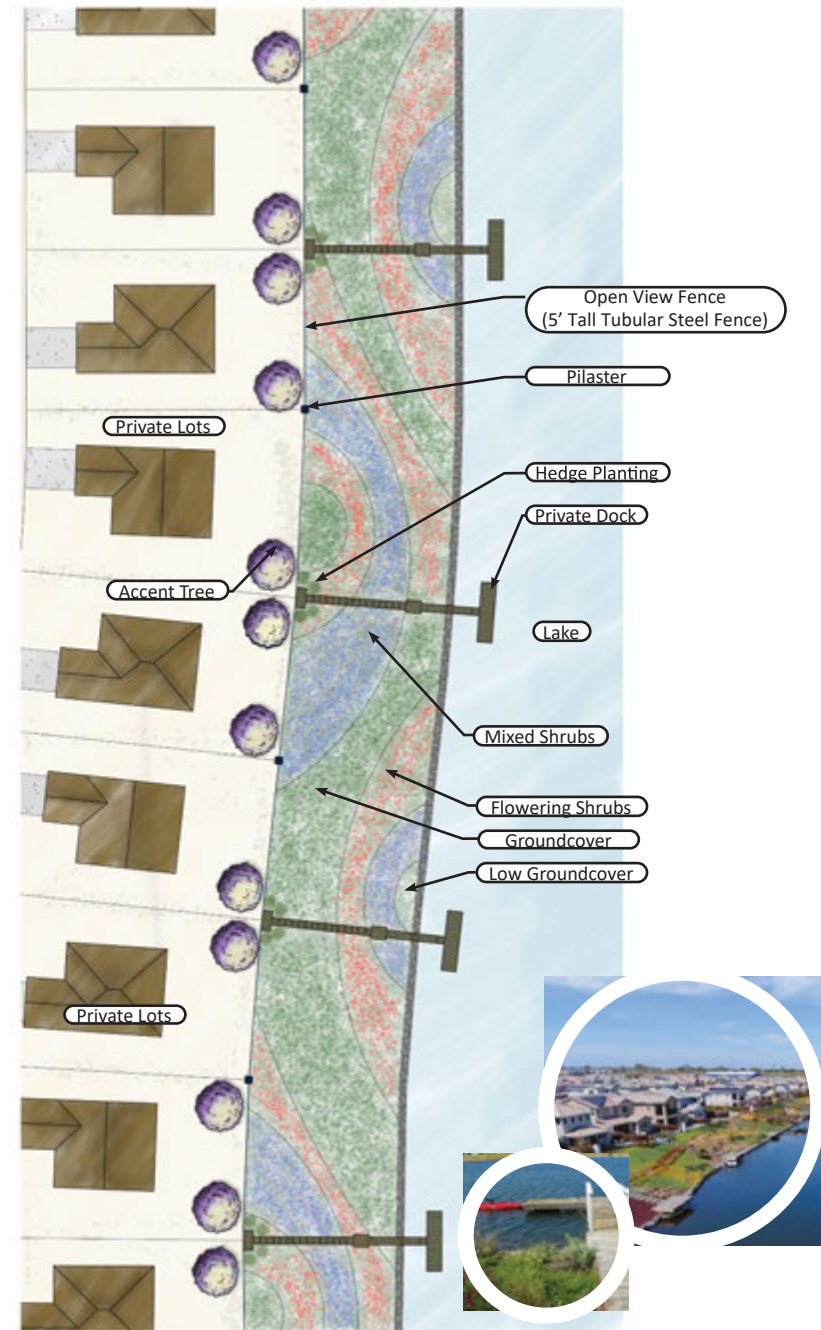 Open View Fence
(5’ Tall Tubular Steel Fence)
Pilaster
Private Lots
Hedge Planting
Private Dock
Accent Tree
Lake
Mixed Shrubs
Flowering Shrubs
Groundcover
Low Groundcover
Private Lots